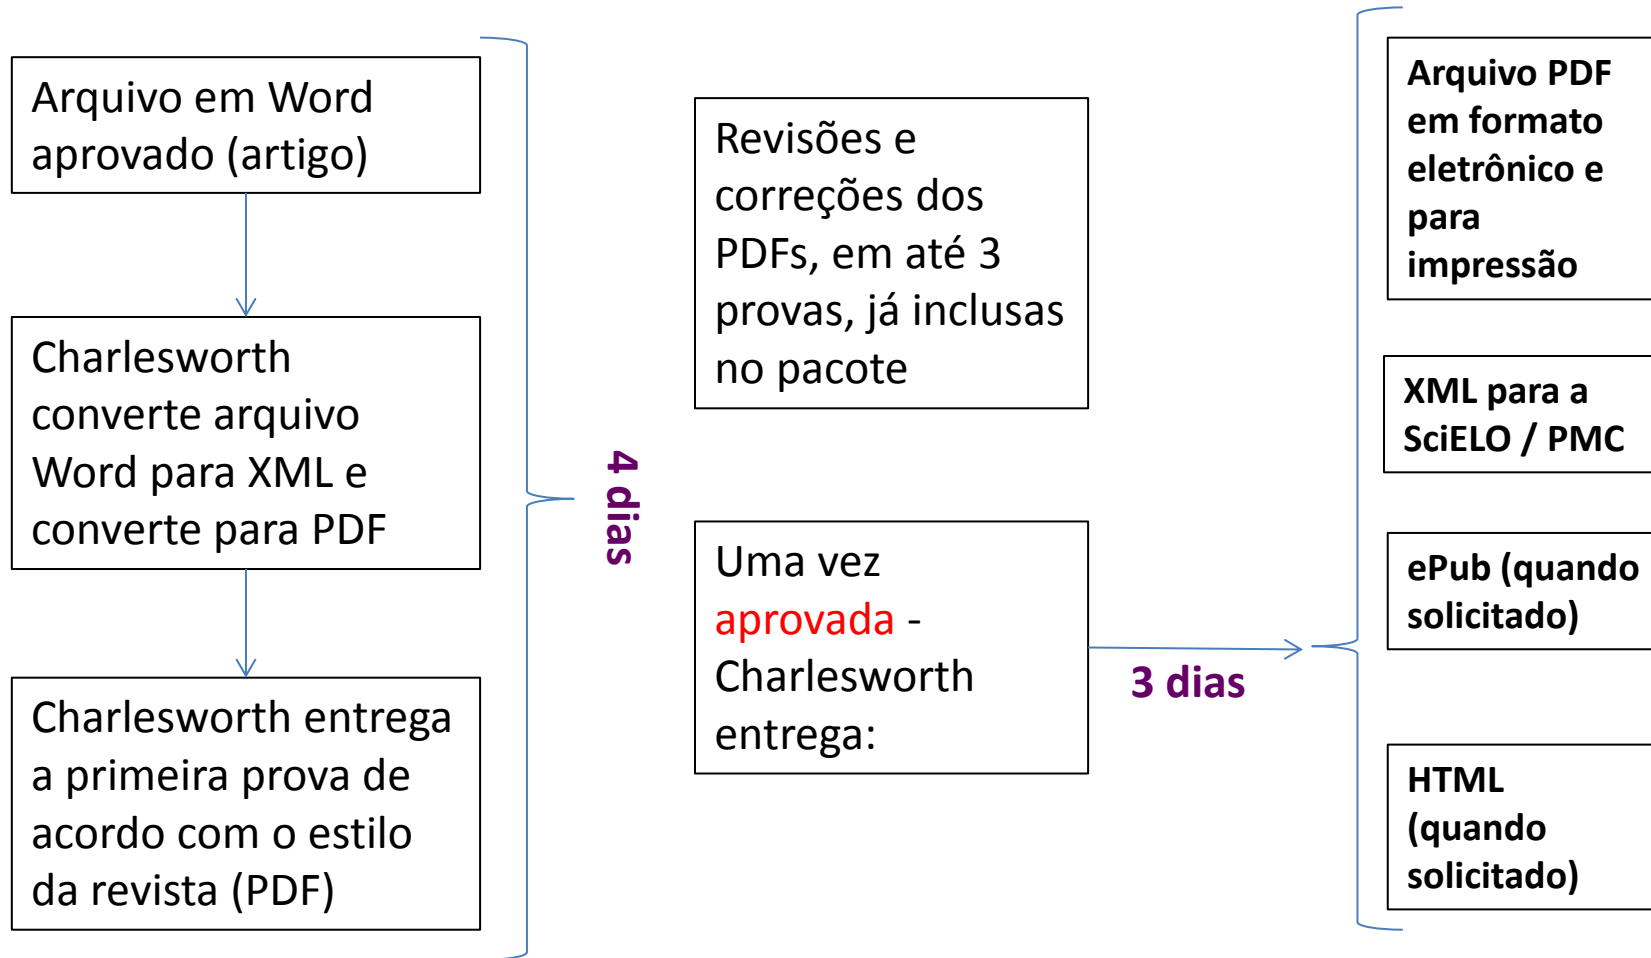 Arquivo em Word
aprovado (artigo)
Charlesworth
converte arquivo
Word para XML e
converte para PDF
Charlesworth entrega
a primeira prova de
acordo com o estilo
da revista (PDF)
4 dias
Revisões e
correções dos
PDFs, em até 3
provas, já inclusas
no pacote
Uma vez
aprovada -
Charlesworth
entrega:
3 dias
Arquivo PDF
em formato
eletrônico e
para
impressão
XML para a
SciELO / PMC
ePub (quando
solicitado)
HTML
(quando
solicitado)